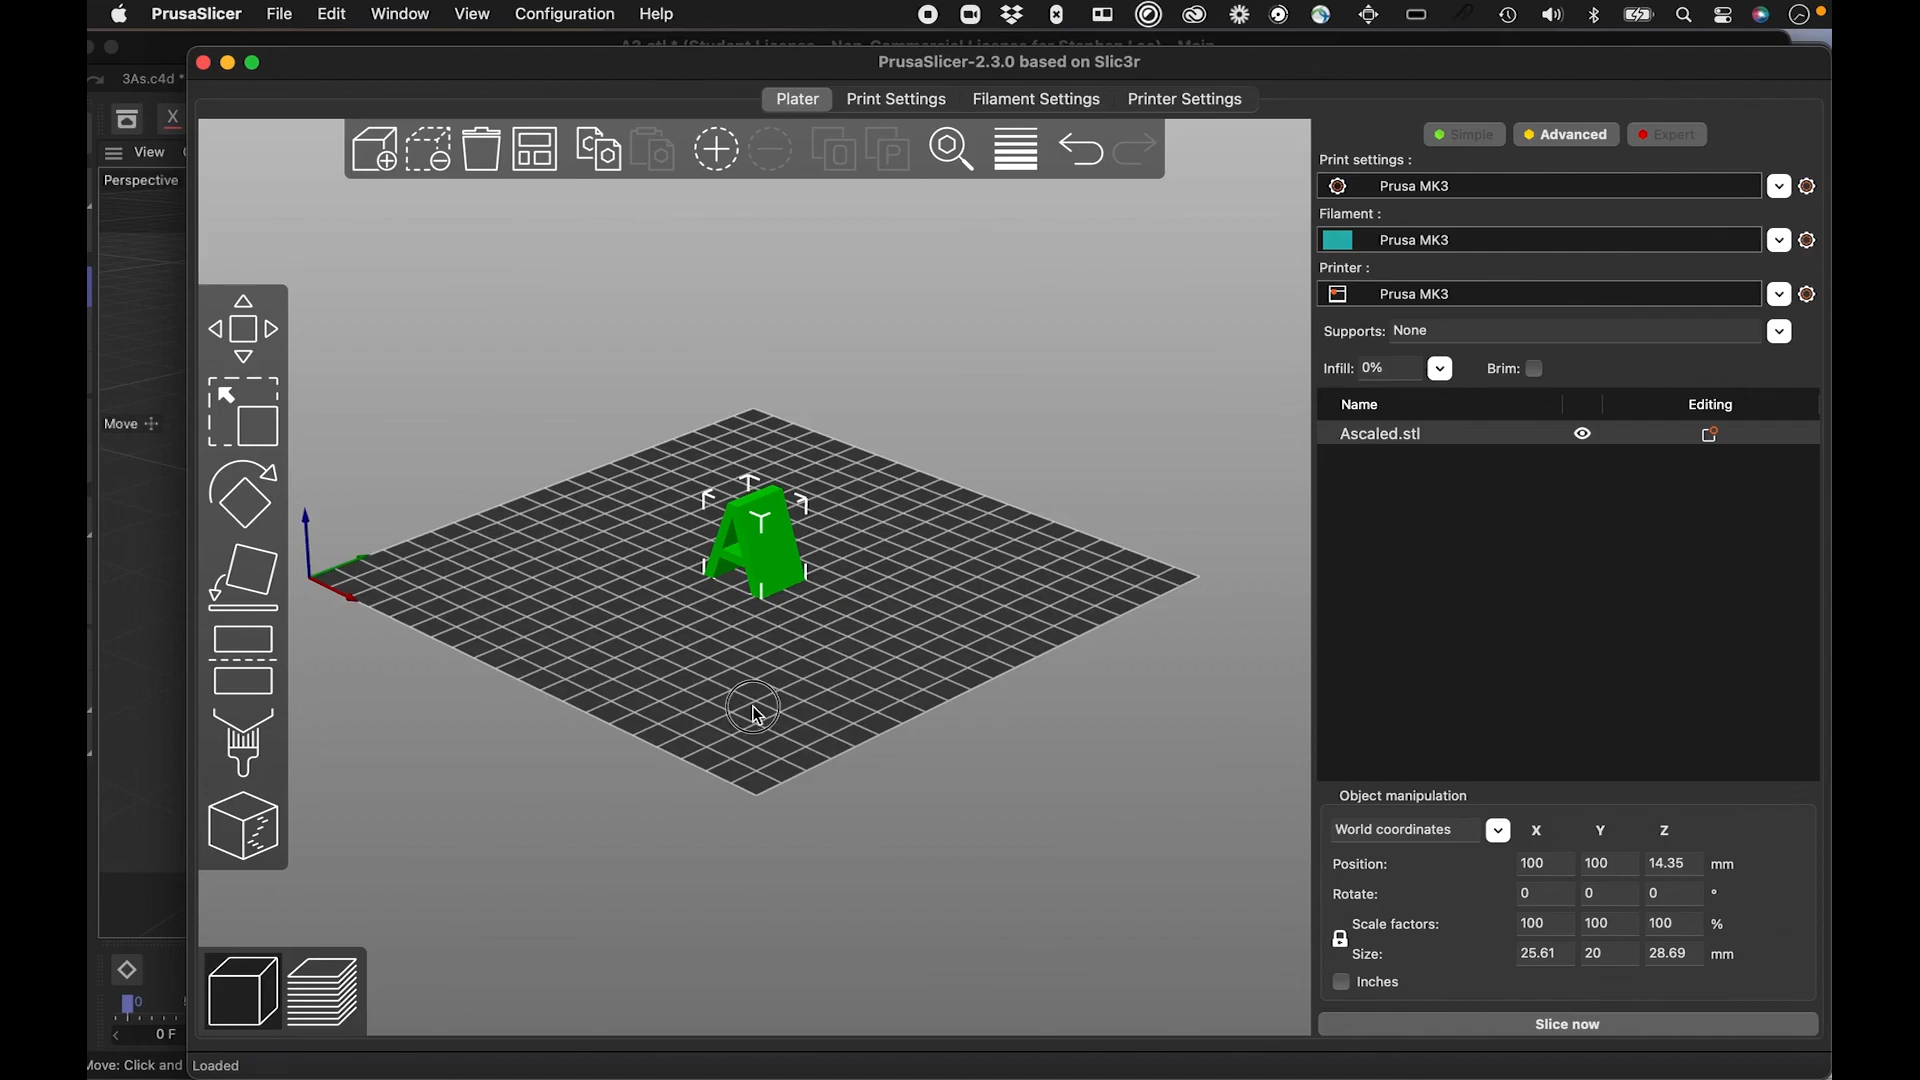 PrusaSlicer File Edit Window View Configuration Help
PrusaSlicer-2.3.0 based on Slic3r
3As.c4d *
Plater Print Settings Filament Settings Printer Settings
X
View
Perspective
Move
Simple Advanced Expert
Print settings :
Prusa MK3
Filament :
Prusa MK3
Printer :
Prusa MK3
Supports: None
Infill: 0% Brim:
Name Editing
Ascaled.stl
Object manipulation
World coordinates X Y Z
Position: 100 100 14.35 mm
Rotate: 0 0 0 °
Scale factors: 100 100 100 %
Size: 25.61 20 28.69 mm
Inches
Slice now
0
0 F
Move: Click and
Loaded